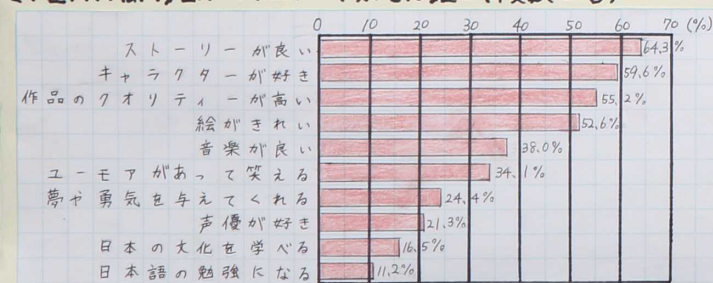 0 10 20 30 40 50 60 70 (%)
ストーリーが良い 64.3%
キャラクターが好き 59.6%
作品のクオリティーが高い 55.2%
絵がきれい 52.6%
音楽が良い 38.0%
ユーモアがあって笑える 34.1%
夢や勇気を与えてくれる 24.4%
声優が好き 21.3%
日本の文化を学べる 16.5%
日本語の勉強になる 11.2%